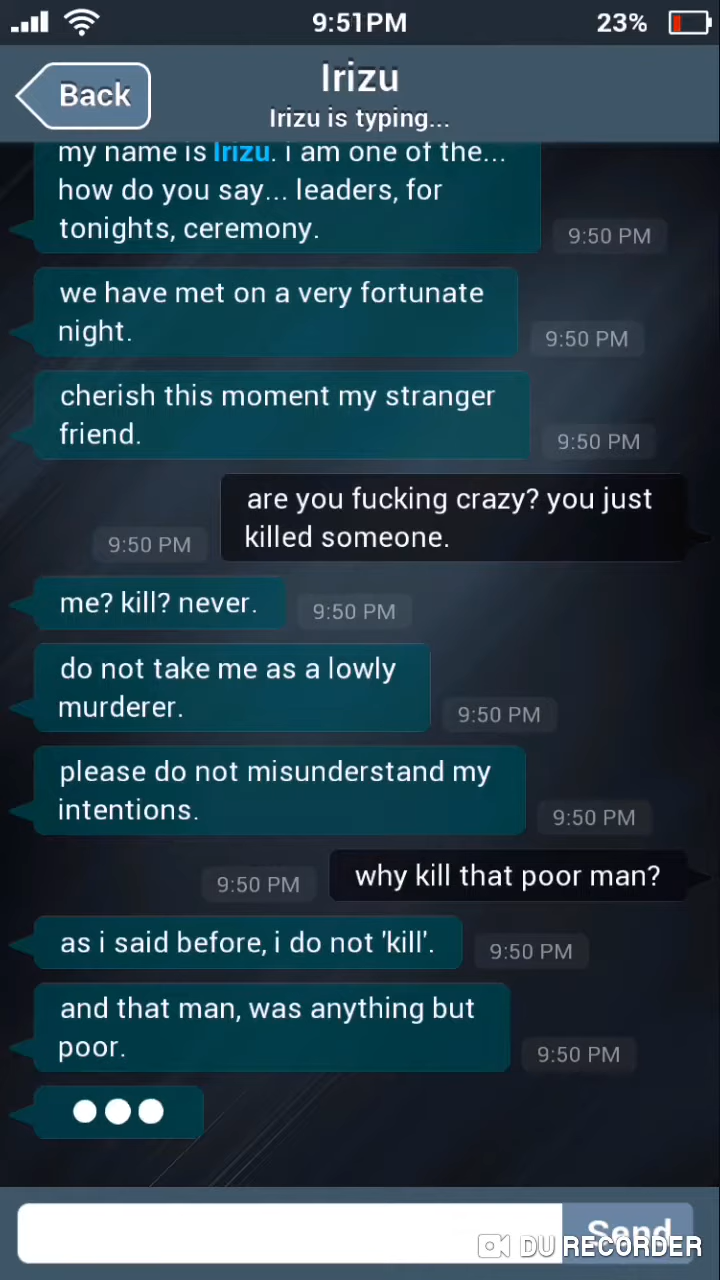 9:51PM
23%
Back
Irizu
Irizu is typing...
my name is Irizu. i am one of the...
how do you say... leaders, for
tonights, ceremony.
9:50 PM
we have met on a very fortunate
night.
9:50 PM
cherish this moment my stranger
friend.
9:50 PM
are you fucking crazy? you just
killed someone.
9:50 PM
me? kill? never.
9:50 PM
do not take me as a lowly
murderer.
9:50 PM
please do not misunderstand my
intentions.
9:50 PM
why kill that poor man?
9:50 PM
as i said before, i do not 'kill'.
9:50 PM
and that man, was anything but
poor.
9:50 PM
Send
DU RECORDER